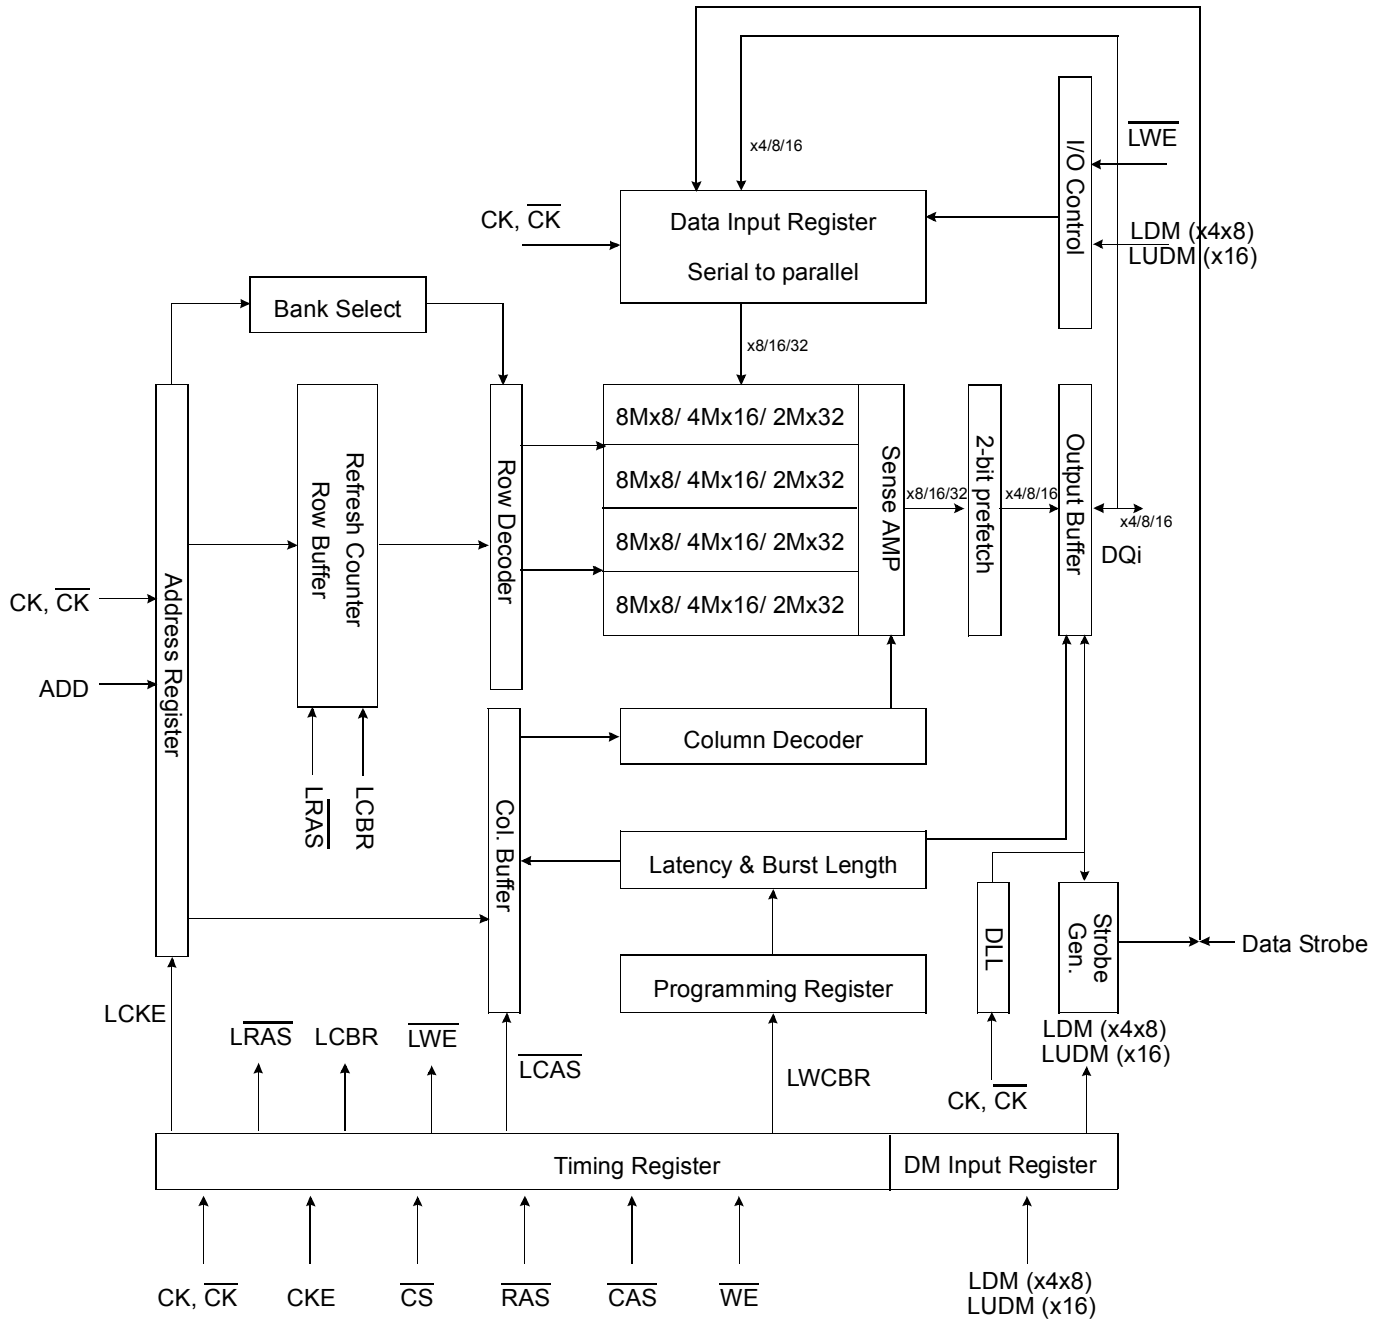 x4/8/16
LWE
I/O Control
CK, CK
Data Input Register
Serial to parallel
LDM (x4x8)
LUDM (x16)
Bank Select
x8/16/32
8Mx8/ 4Mx16/ 2Mx32
8Mx8/ 4Mx16/ 2Mx32
8Mx8/ 4Mx16/ 2Mx32
8Mx8/ 4Mx16/ 2Mx32
Address Register
Refresh Counter
Row Buffer
Row Decoder
Sense AMP
x8/16/32
2-bit prefetch
x4/8/16
Output Buffer
x4/8/16
DQi
CK, CK
ADD
LRAS
LCBR
Col. Buffer
Column Decoder
Latency & Burst Length
Programming Register
DLL
Strobe
Gen.
Data Strobe
LCKE
LRAS
LCBR
LWE
LCAS
LWCBR
CK, CK
LDM (x4x8)
LUDM (x16)
Timing Register
DM Input Register
CK, CK
CKE
CS
RAS
CAS
WE
LDM (x4x8)
LUDM (x16)